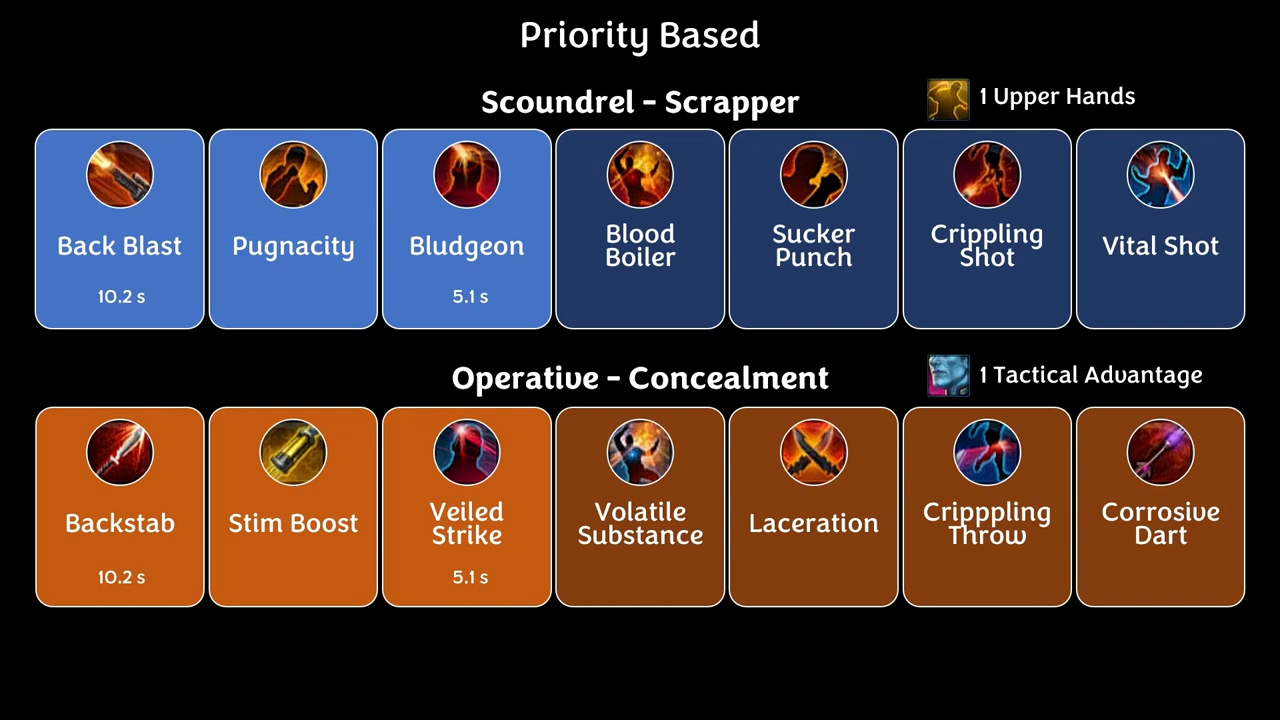 Priority Based
Scoundrel - Scrapper
1 Upper Hands
Back Blast
Pugnacity
Bludgeon
Blood
Boiler
Sucker
Punch
Crippling
Shot
Vital Shot
10.2 s
5.1 s
Operative - Concealment
1 Tactical Advantage
Backstab
Stim Boost
Veiled
Strike
Volatile
Substance
Laceration
Cripppling
Throw
Corrosive
Dart
10.2 s
5.1 s